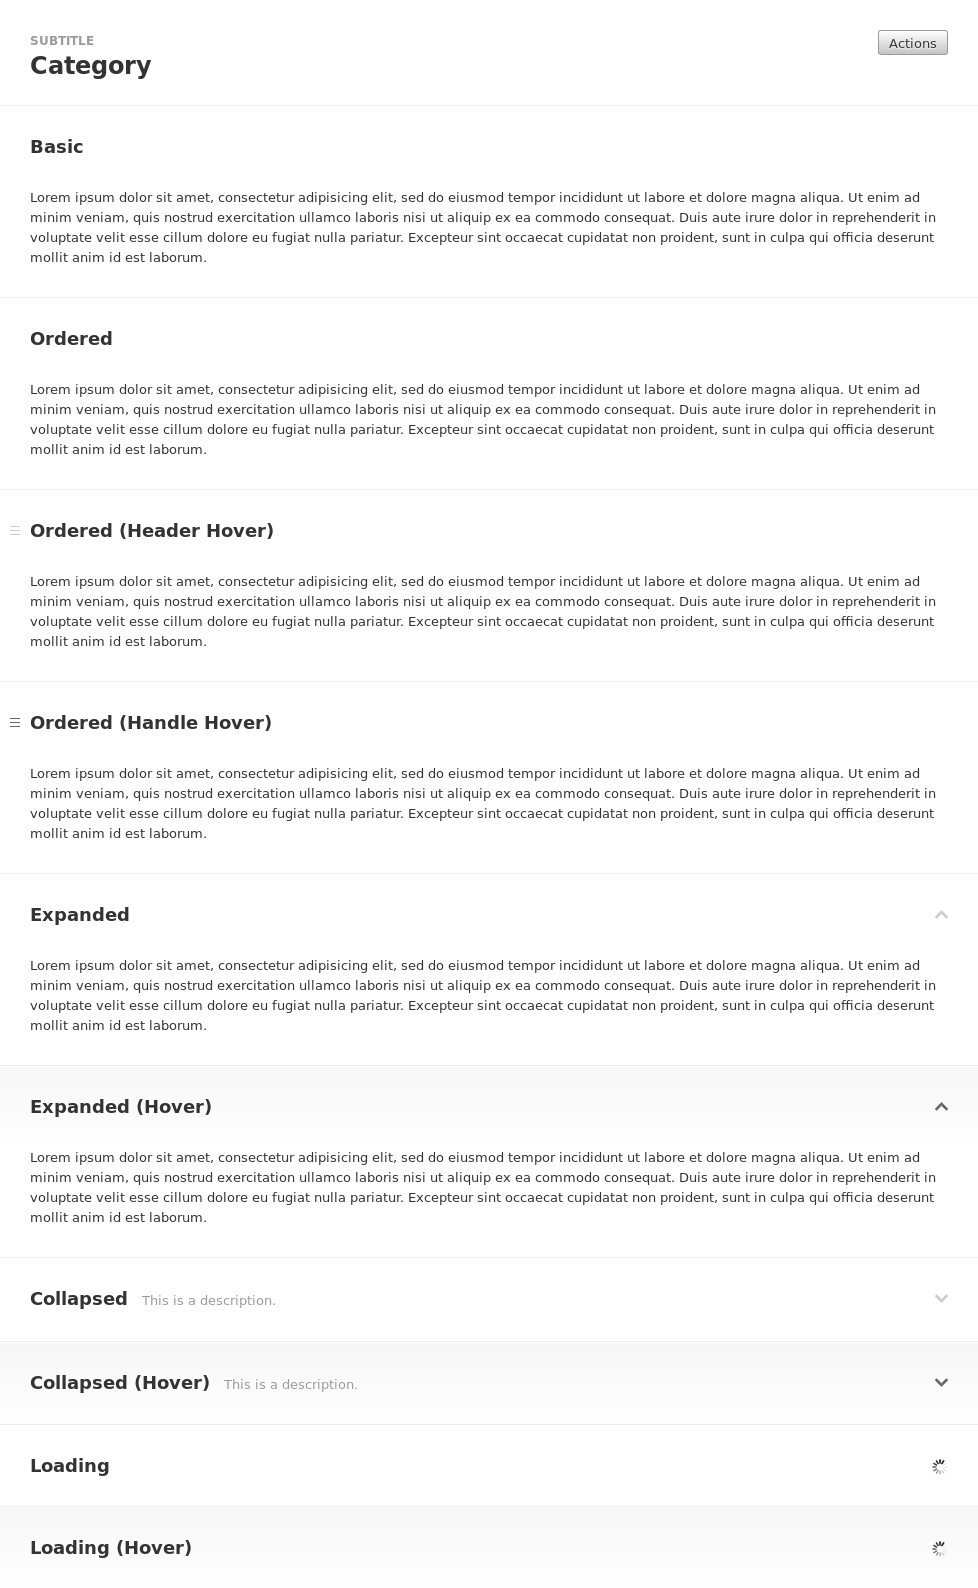 SUBTITLE
Category
Actions
Basic
Lorem ipsum dolor sit amet, consectetur adipisicing elit, sed do eiusmod tempor incididunt ut labore et dolore magna aliqua. Ut enim ad
minim veniam, quis nostrud exercitation ullamco laboris nisi ut aliquip ex ea commodo consequat. Duis aute irure dolor in reprehenderit in
voluptate velit esse cillum dolore eu fugiat nulla pariatur. Excepteur sint occaecat cupidatat non proident, sunt in culpa qui officia deserunt
mollit anim id est laborum.
Ordered
Lorem ipsum dolor sit amet, consectetur adipisicing elit, sed do eiusmod tempor incididunt ut labore et dolore magna aliqua. Ut enim ad
minim veniam, quis nostrud exercitation ullamco laboris nisi ut aliquip ex ea commodo consequat. Duis aute irure dolor in reprehenderit in
voluptate velit esse cillum dolore eu fugiat nulla pariatur. Excepteur sint occaecat cupidatat non proident, sunt in culpa qui officia deserunt
mollit anim id est laborum.
Ordered (Header Hover)
Lorem ipsum dolor sit amet, consectetur adipisicing elit, sed do eiusmod tempor incididunt ut labore et dolore magna aliqua. Ut enim ad
minim veniam, quis nostrud exercitation ullamco laboris nisi ut aliquip ex ea commodo consequat. Duis aute irure dolor in reprehenderit in
voluptate velit esse cillum dolore eu fugiat nulla pariatur. Excepteur sint occaecat cupidatat non proident, sunt in culpa qui officia deserunt
mollit anim id est laborum.
Ordered (Handle Hover)
Lorem ipsum dolor sit amet, consectetur adipisicing elit, sed do eiusmod tempor incididunt ut labore et dolore magna aliqua. Ut enim ad
minim veniam, quis nostrud exercitation ullamco laboris nisi ut aliquip ex ea commodo consequat. Duis aute irure dolor in reprehenderit in
voluptate velit esse cillum dolore eu fugiat nulla pariatur. Excepteur sint occaecat cupidatat non proident, sunt in culpa qui officia deserunt
mollit anim id est laborum.
Expanded
Lorem ipsum dolor sit amet, consectetur adipisicing elit, sed do eiusmod tempor incididunt ut labore et dolore magna aliqua. Ut enim ad
minim veniam, quis nostrud exercitation ullamco laboris nisi ut aliquip ex ea commodo consequat. Duis aute irure dolor in reprehenderit in
voluptate velit esse cillum dolore eu fugiat nulla pariatur. Excepteur sint occaecat cupidatat non proident, sunt in culpa qui officia deserunt
mollit anim id est laborum.
Expanded (Hover)
Lorem ipsum dolor sit amet, consectetur adipisicing elit, sed do eiusmod tempor incididunt ut labore et dolore magna aliqua. Ut enim ad
minim veniam, quis nostrud exercitation ullamco laboris nisi ut aliquip ex ea commodo consequat. Duis aute irure dolor in reprehenderit in
voluptate velit esse cillum dolore eu fugiat nulla pariatur. Excepteur sint occaecat cupidatat non proident, sunt in culpa qui officia deserunt
mollit anim id est laborum.
Collapsed This is a description.
Collapsed (Hover) This is a description.
Loading
Loading (Hover)